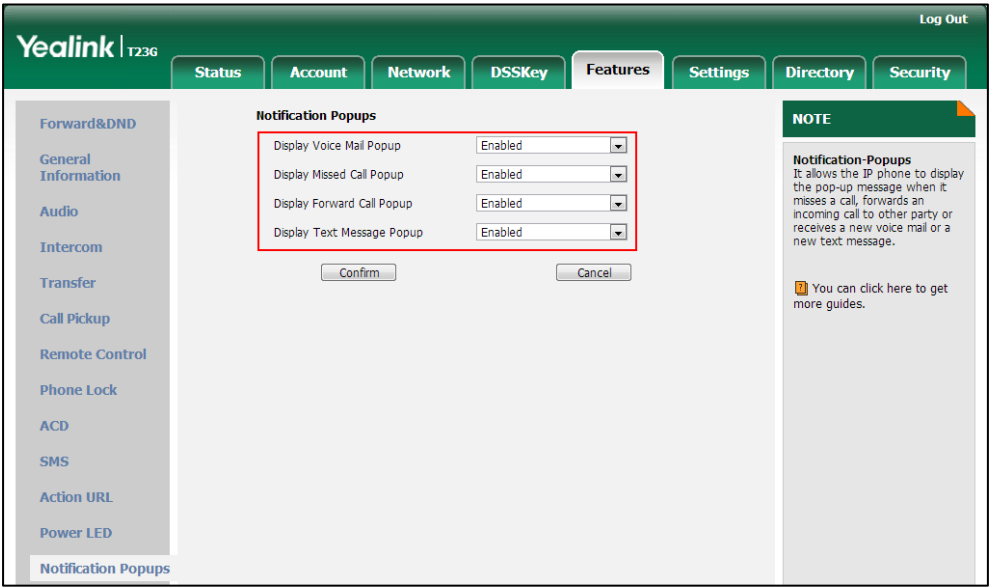 Log Out
Yealink | T23G
Status
Account
Network
DSSKey
Features
Settings
Directory
Security
Forward&DND
General
Information
Audio
Intercom
Transfer
Call Pickup
Remote Control
Phone Lock
ACD
SMS
Action URL
Power LED
Notification Popups
Notification Popups
Display Voice Mail Popup Enabled
Display Missed Call Popup Enabled
Display Forward Call Popup Enabled
Display Text Message Popup Enabled
Confirm Cancel
NOTE
Notification-Popups
It allows the IP phone to display
the pop-up message when it
misses a call, forwards an
incoming call to other party or
receives a new voice mail or a
new text message.
? You can click here to get
more guides.